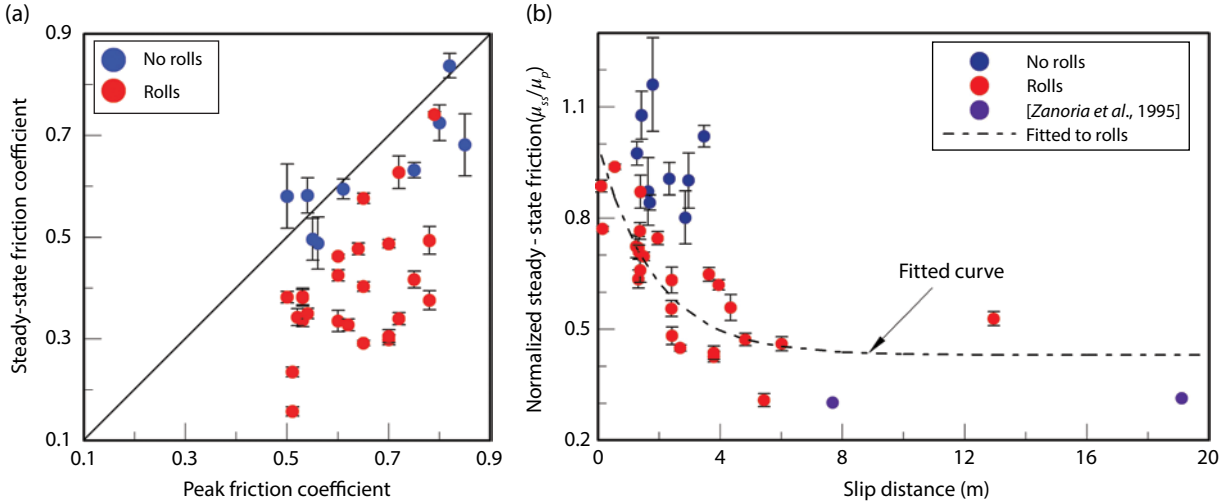 (a)
0.9
0.7
0.5
0.3
0.1
Steady-state friction coefficient
No rolls
Rolls
0.1
0.3
0.5
0.7
0.9
Peak friction coefficient
(b)
1.1
0.8
0.5
0.2
Normalized steady-state friction(μss/μp)
No rolls
Rolls
[Zanoria et al., 1995]
Fitted to rolls
Fitted curve
0
4
8
12
16
20
Slip distance (m)